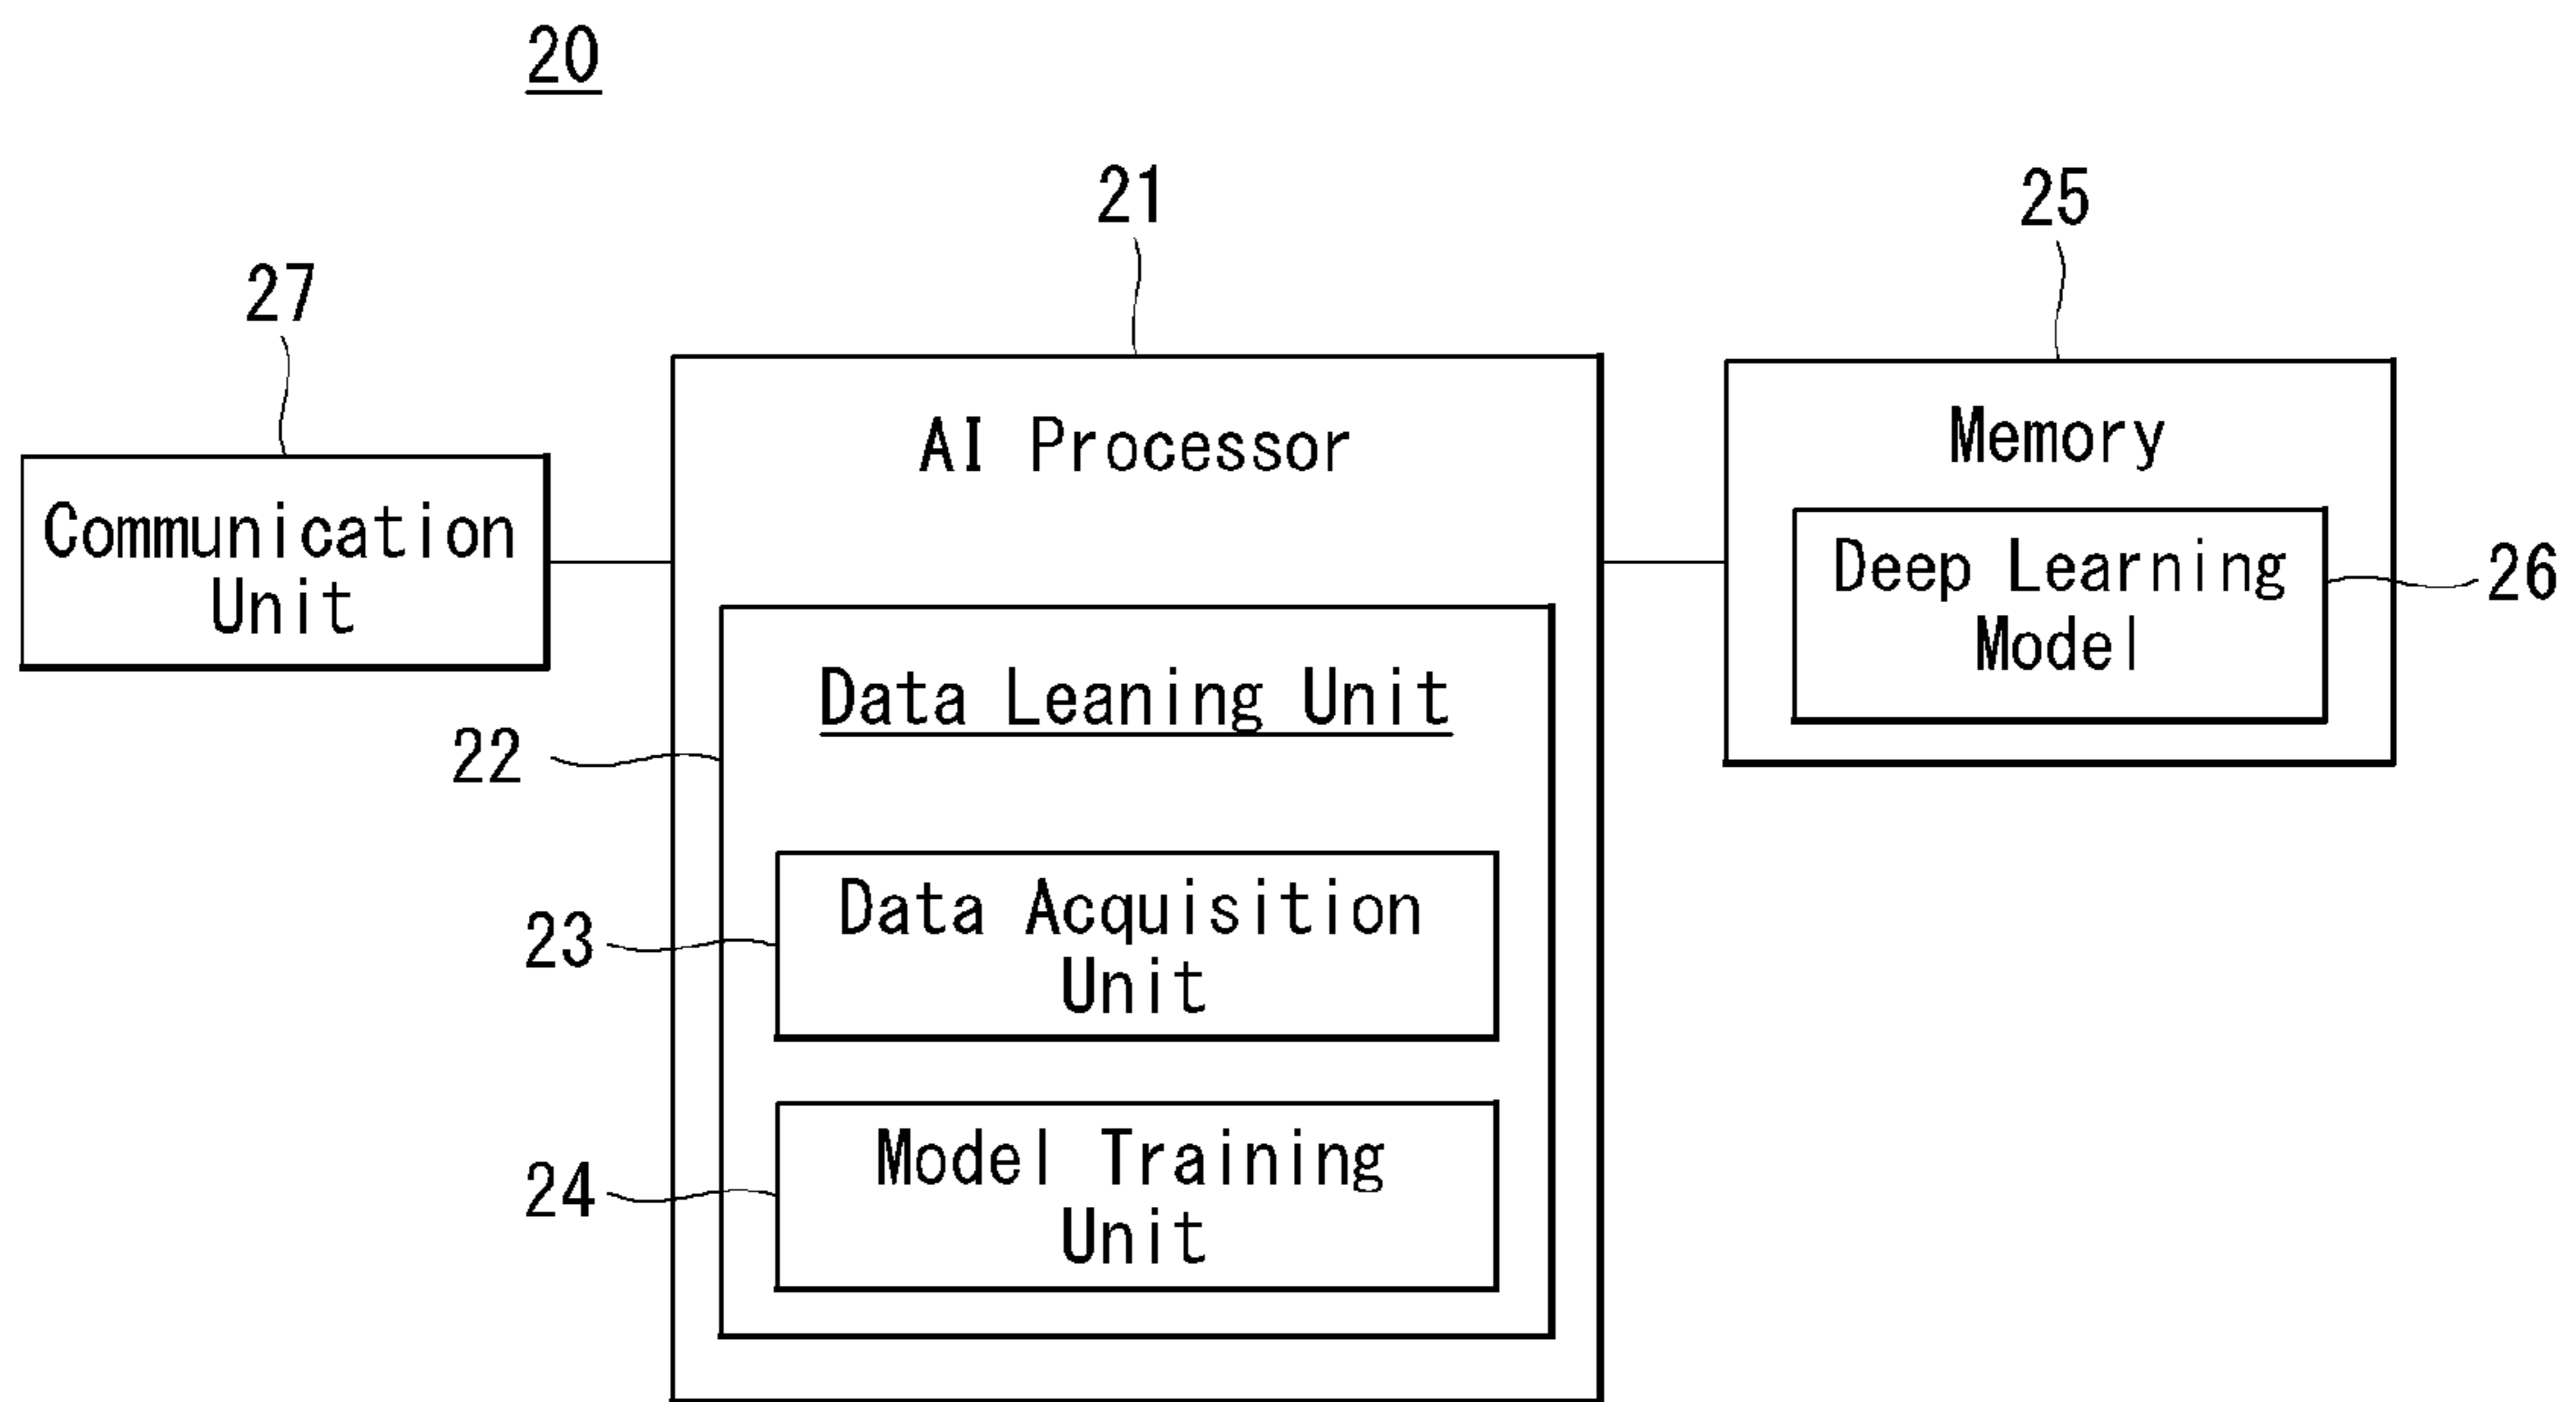 20
21
25
27
AI Processor
Memory
Communication
Unit
Deep Learning
Model
26
Data Leaning Unit
22
Data Acquisition
Unit
23
Model Training
Unit
24